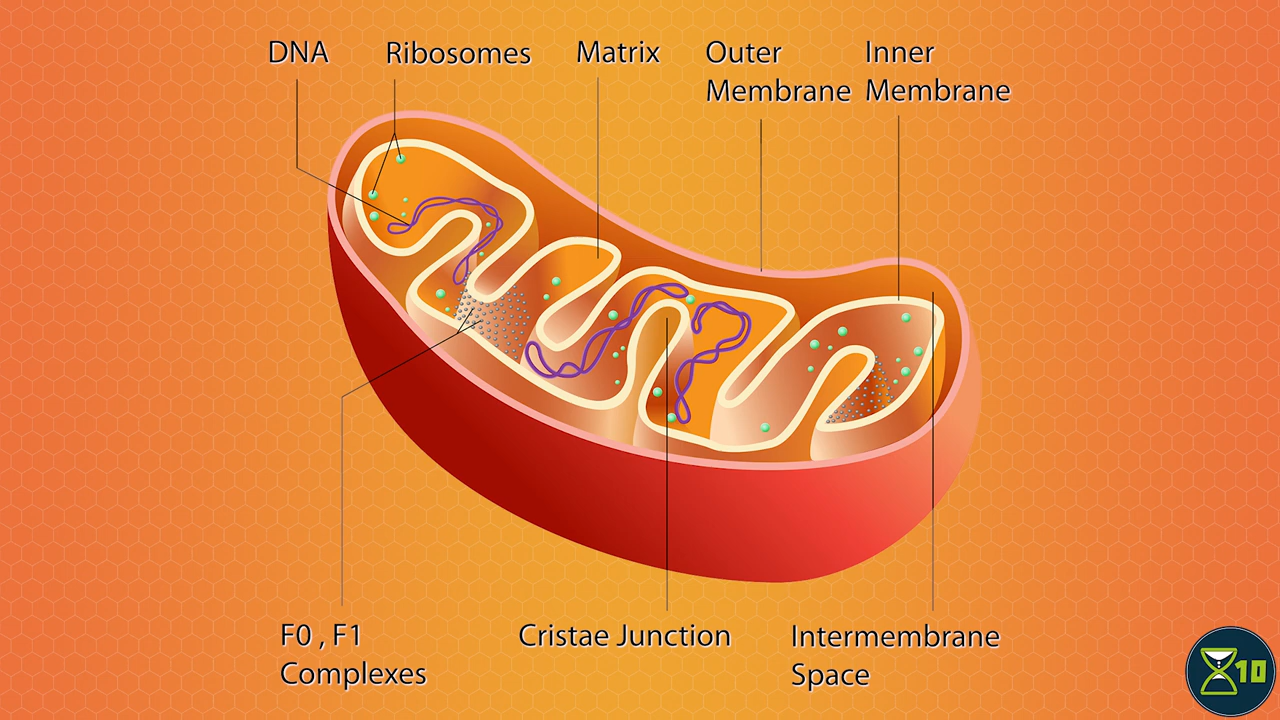 DNA
Ribosomes
Matrix
Outer
Membrane
Inner
Membrane
F0 , F1
Complexes
Cristae Junction
Intermembrane
Space
10